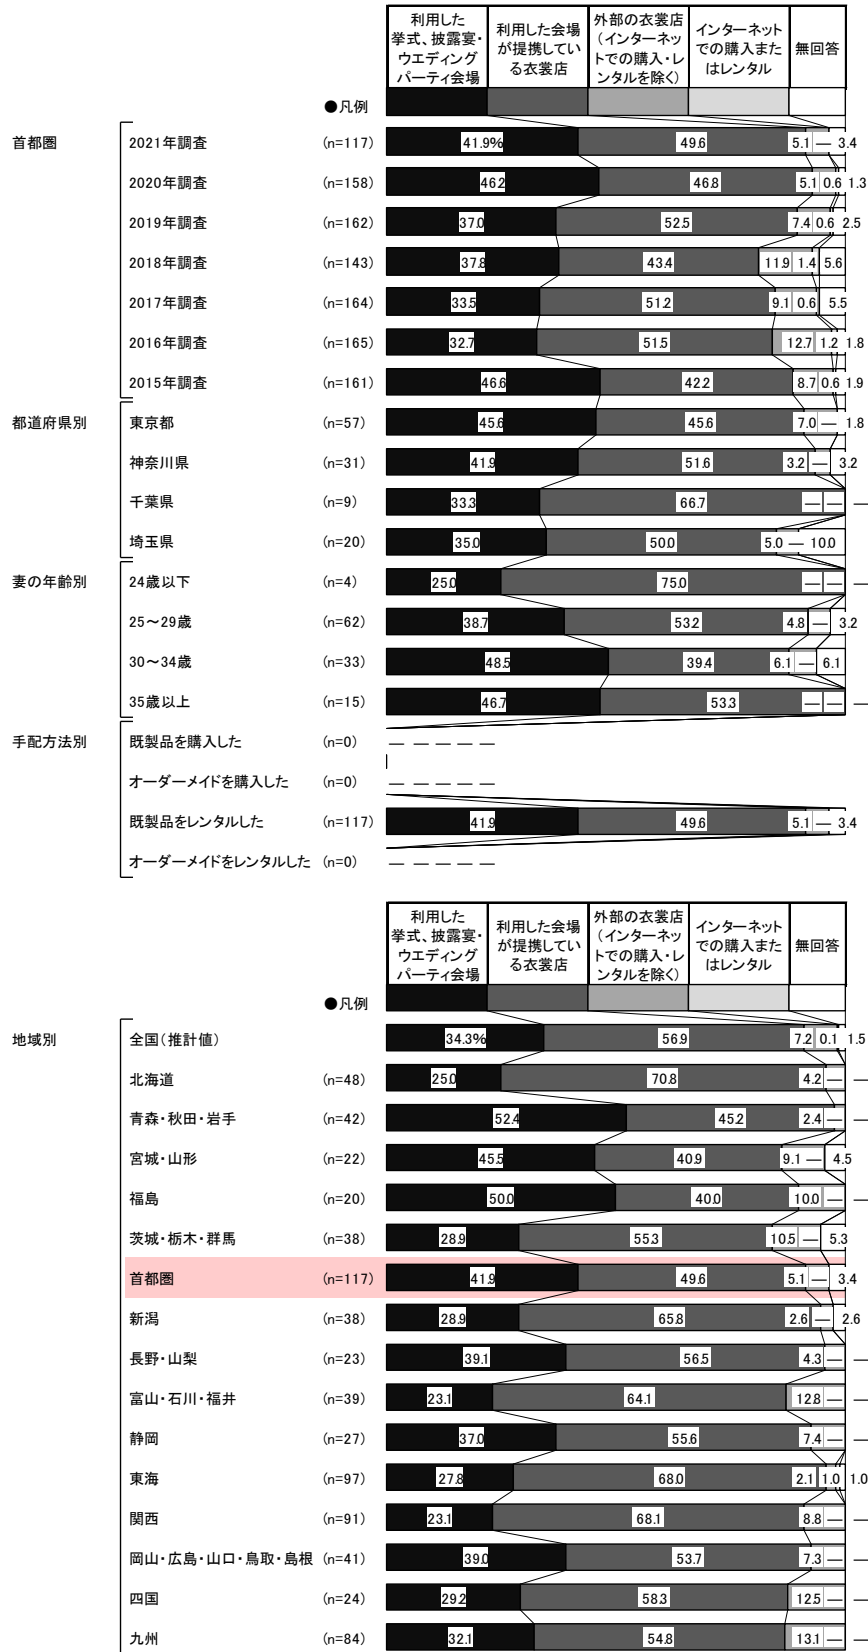 利用した
挙式、披露宴・
ウエディング
パーティ会場
利用した会場
が提携してい
る衣裳店
外部の衣裳店
（インターネッ
トでの購入・レ
ンタルを除く）
インターネット
での購入また
はレンタル
無回答
●凡例
首都圏 2021年調査 (n=117) 41.9% 49.6 5.1 — 3.4
2020年調査 (n=158) 46.2 46.8 5.1 0.6 1.3
2019年調査 (n=162) 37.0 52.5 7.4 0.6 2.5
2018年調査 (n=143) 37.8 43.4 11.9 1.4 5.6
2017年調査 (n=164) 33.5 51.2 9.1 0.6 5.5
2016年調査 (n=165) 32.7 51.5 12.7 1.2 1.8
2015年調査 (n=161) 46.6 42.2 8.7 0.6 1.9
都道府県別 東京都 (n=57) 45.6 45.6 7.0 — 1.8
神奈川県 (n=31) 41.9 51.6 3.2 — 3.2
千葉県 (n=9) 33.3 66.7 — — —
埼玉県 (n=20) 35.0 50.0 5.0 — 10.0
妻の年齢別 24歳以下 (n=4) 25.0 75.0 — — —
25～29歳 (n=62) 38.7 53.2 4.8 — 3.2
30～34歳 (n=33) 48.5 39.4 6.1 — 6.1
35歳以上 (n=15) 46.7 53.3 — — —
手配方法別 既製品を購入した (n=0) — — — — —
オーダーメイドを購入した (n=0) — — — — —
既製品をレンタルした (n=117) 41.9 49.6 5.1 — 3.4
オーダーメイドをレンタルした (n=0) — — — — —
利用した
挙式、披露宴・
ウエディング
パーティ会場
利用した会場
が提携してい
る衣裳店
外部の衣裳店
（インターネッ
トでの購入・レ
ンタルを除く）
インターネット
での購入また
はレンタル
無回答
●凡例
地域別 全国（推計値） 34.3% 56.9 7.2 0.1 1.5
北海道 (n=48) 25.0 70.8 4.2 — —
青森・秋田・岩手 (n=42) 52.4 45.2 2.4 — —
宮城・山形 (n=22) 45.5 40.9 9.1 — 4.5
福島 (n=20) 50.0 40.0 10.0 — —
茨城・栃木・群馬 (n=38) 28.9 55.3 10.5 — 5.3
首都圏 (n=117) 41.9 49.6 5.1 — 3.4
新潟 (n=38) 28.9 65.8 2.6 — 2.6
長野・山梨 (n=23) 39.1 56.5 4.3 — —
富山・石川・福井 (n=39) 23.1 64.1 12.8 — —
静岡 (n=27) 37.0 55.6 7.4 — —
東海 (n=97) 27.8 68.0 2.1 1.0 1.0
関西 (n=91) 23.1 68.1 8.8 — —
岡山・広島・山口・鳥取・島根 (n=41) 39.0 53.7 7.3 — —
四国 (n=24) 29.2 58.3 12.5 — —
九州 (n=84) 32.1 54.8 13.1 — —